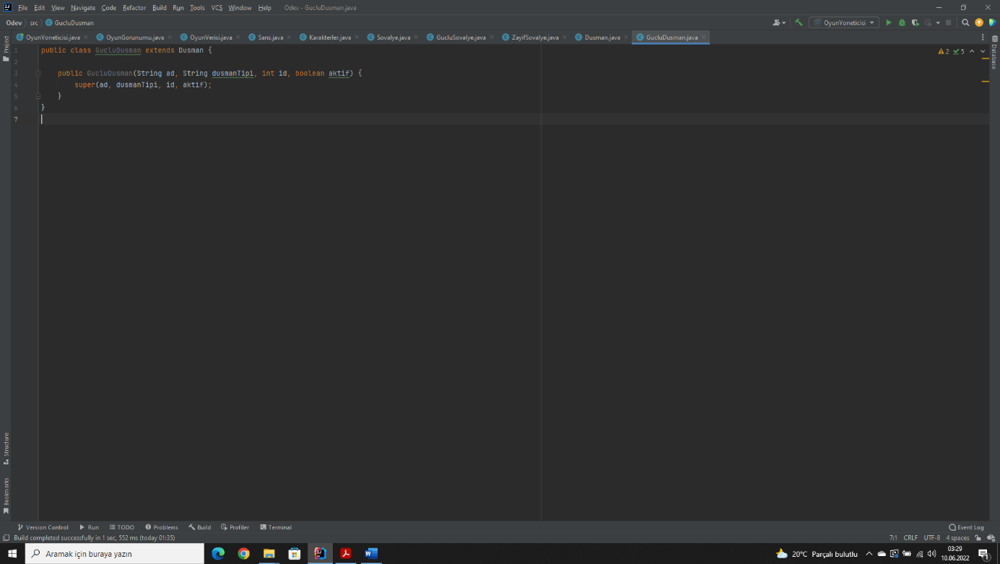 File Edit View Navigate Code Refactor Build Run Tools VCS Window Help Odev - GucluDusman.java
Odev src GucluDusman OyunYoneticisi
OyunYoneticisi.java OyunGorunumu.java OyunVerisi.java Sans.java Karakterler.java Sovalye.java GucluSovalye.java ZayifSovalye.java Dusman.java GucluDusman.java
Project
Database
2 5
1 public class GucluDusman extends Dusman {
2
3 public GucluDusman(String ad, String dusmanTipi, int id, boolean aktif) {
4 super(ad, dusmanTipi, id, aktif);
5 }
6 }
7
Structure
Bookmarks
Version Control Run TODO Problems Build Profiler Terminal Event Log
Build completed successfully in 1 sec, 552 ms (today 01:35) 7:1 CRLF UTF-8 4 spaces
Aramak için buraya yazın 20°C Parçalı bulutlu 03:29
10.06.2022 1